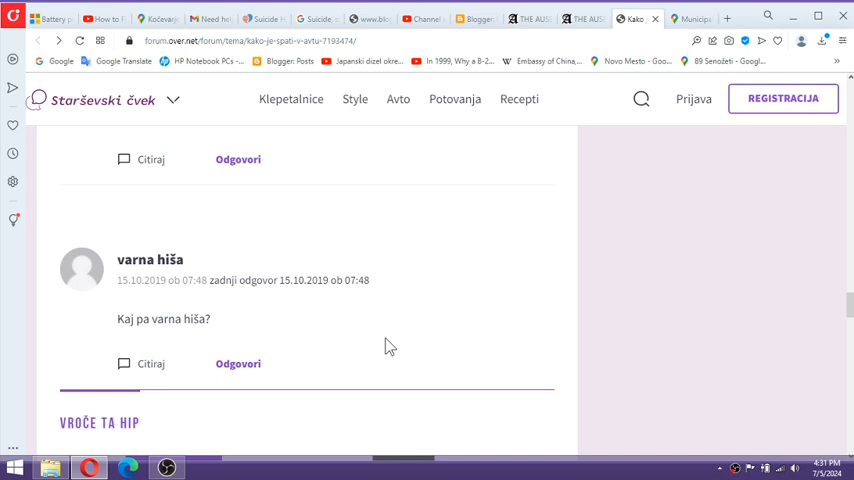 Battery p
How to F
Kočevarje
Need hel
Suicide H
Suicide, s
www.blog
Channel c
Blogger:
THE AUS
THE AUS
Kako j
Municipa
forum.over.net/forum/tema/kako-je-spati-v-avtu-7193474/
Google
Google Translate
HP Notebook PCs -...
Blogger: Posts
Japanski dizel okre...
In 1999, Why a 8-2...
Embassy of China,...
Novo Mesto - Goo...
89 Senožeti - Googl...
Starševski čvek
Klepetalnice
Style
Avto
Potovanja
Recepti
Prijava
REGISTRACIJA
Citiraj
Odgovori
varna hiša
15.10.2019 ob 07:48 zadnji odgovor 15.10.2019 ob 07:48
Kaj pa varna hiša?
Citiraj
Odgovori
VROČE TA HIP
4:31 PM
7/5/2024